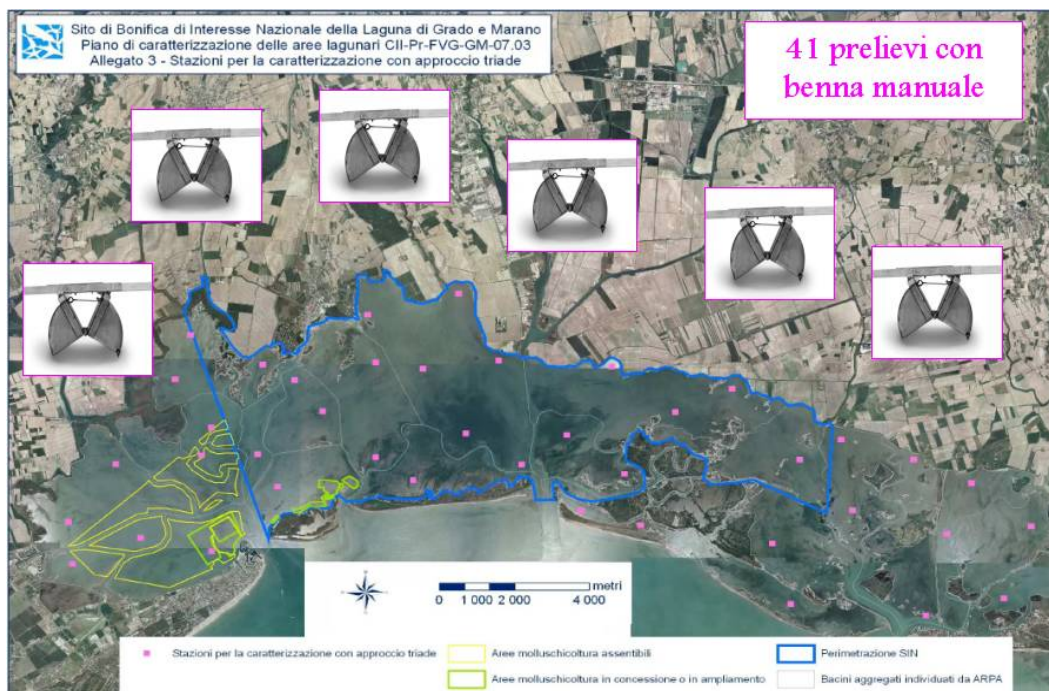 Sito di Bonifica di Interesse Nazionale della Laguna di Grado e Marano
Piano di caratterizzazione delle aree lagunari CII-Pr-FVG-GM-07.03
Allegato 3 - Stazioni per la caratterizzazione con approccio triade
41 prelievi con
benna manuale
metri
0 1 000 2 000 4 000
Stazioni per la caratterizzazione con approccio triade
Aree molluschicoltura assentibili
Perimetrazione SIN
Aree molluschicoltura in concessione o in ampliamento
Bacini aggregati individuati da ARPA